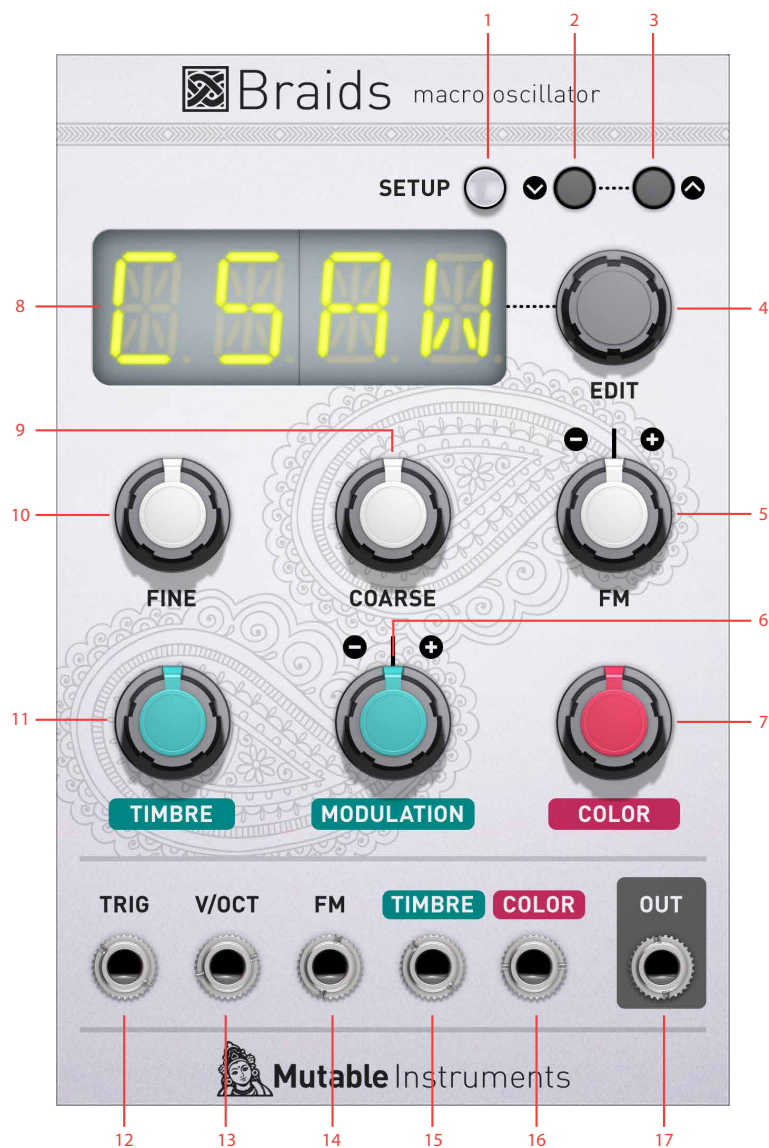 1 2 3
Braids macro oscillator
SETUP
CSAW
8
4
EDIT
9
10
5
FINE COARSE FM
6
11
7
TIMBRE MODULATION COLOR
TRIG V/OCT FM TIMBRE COLOR OUT
Mutable Instruments
12 13 14 15 16 17